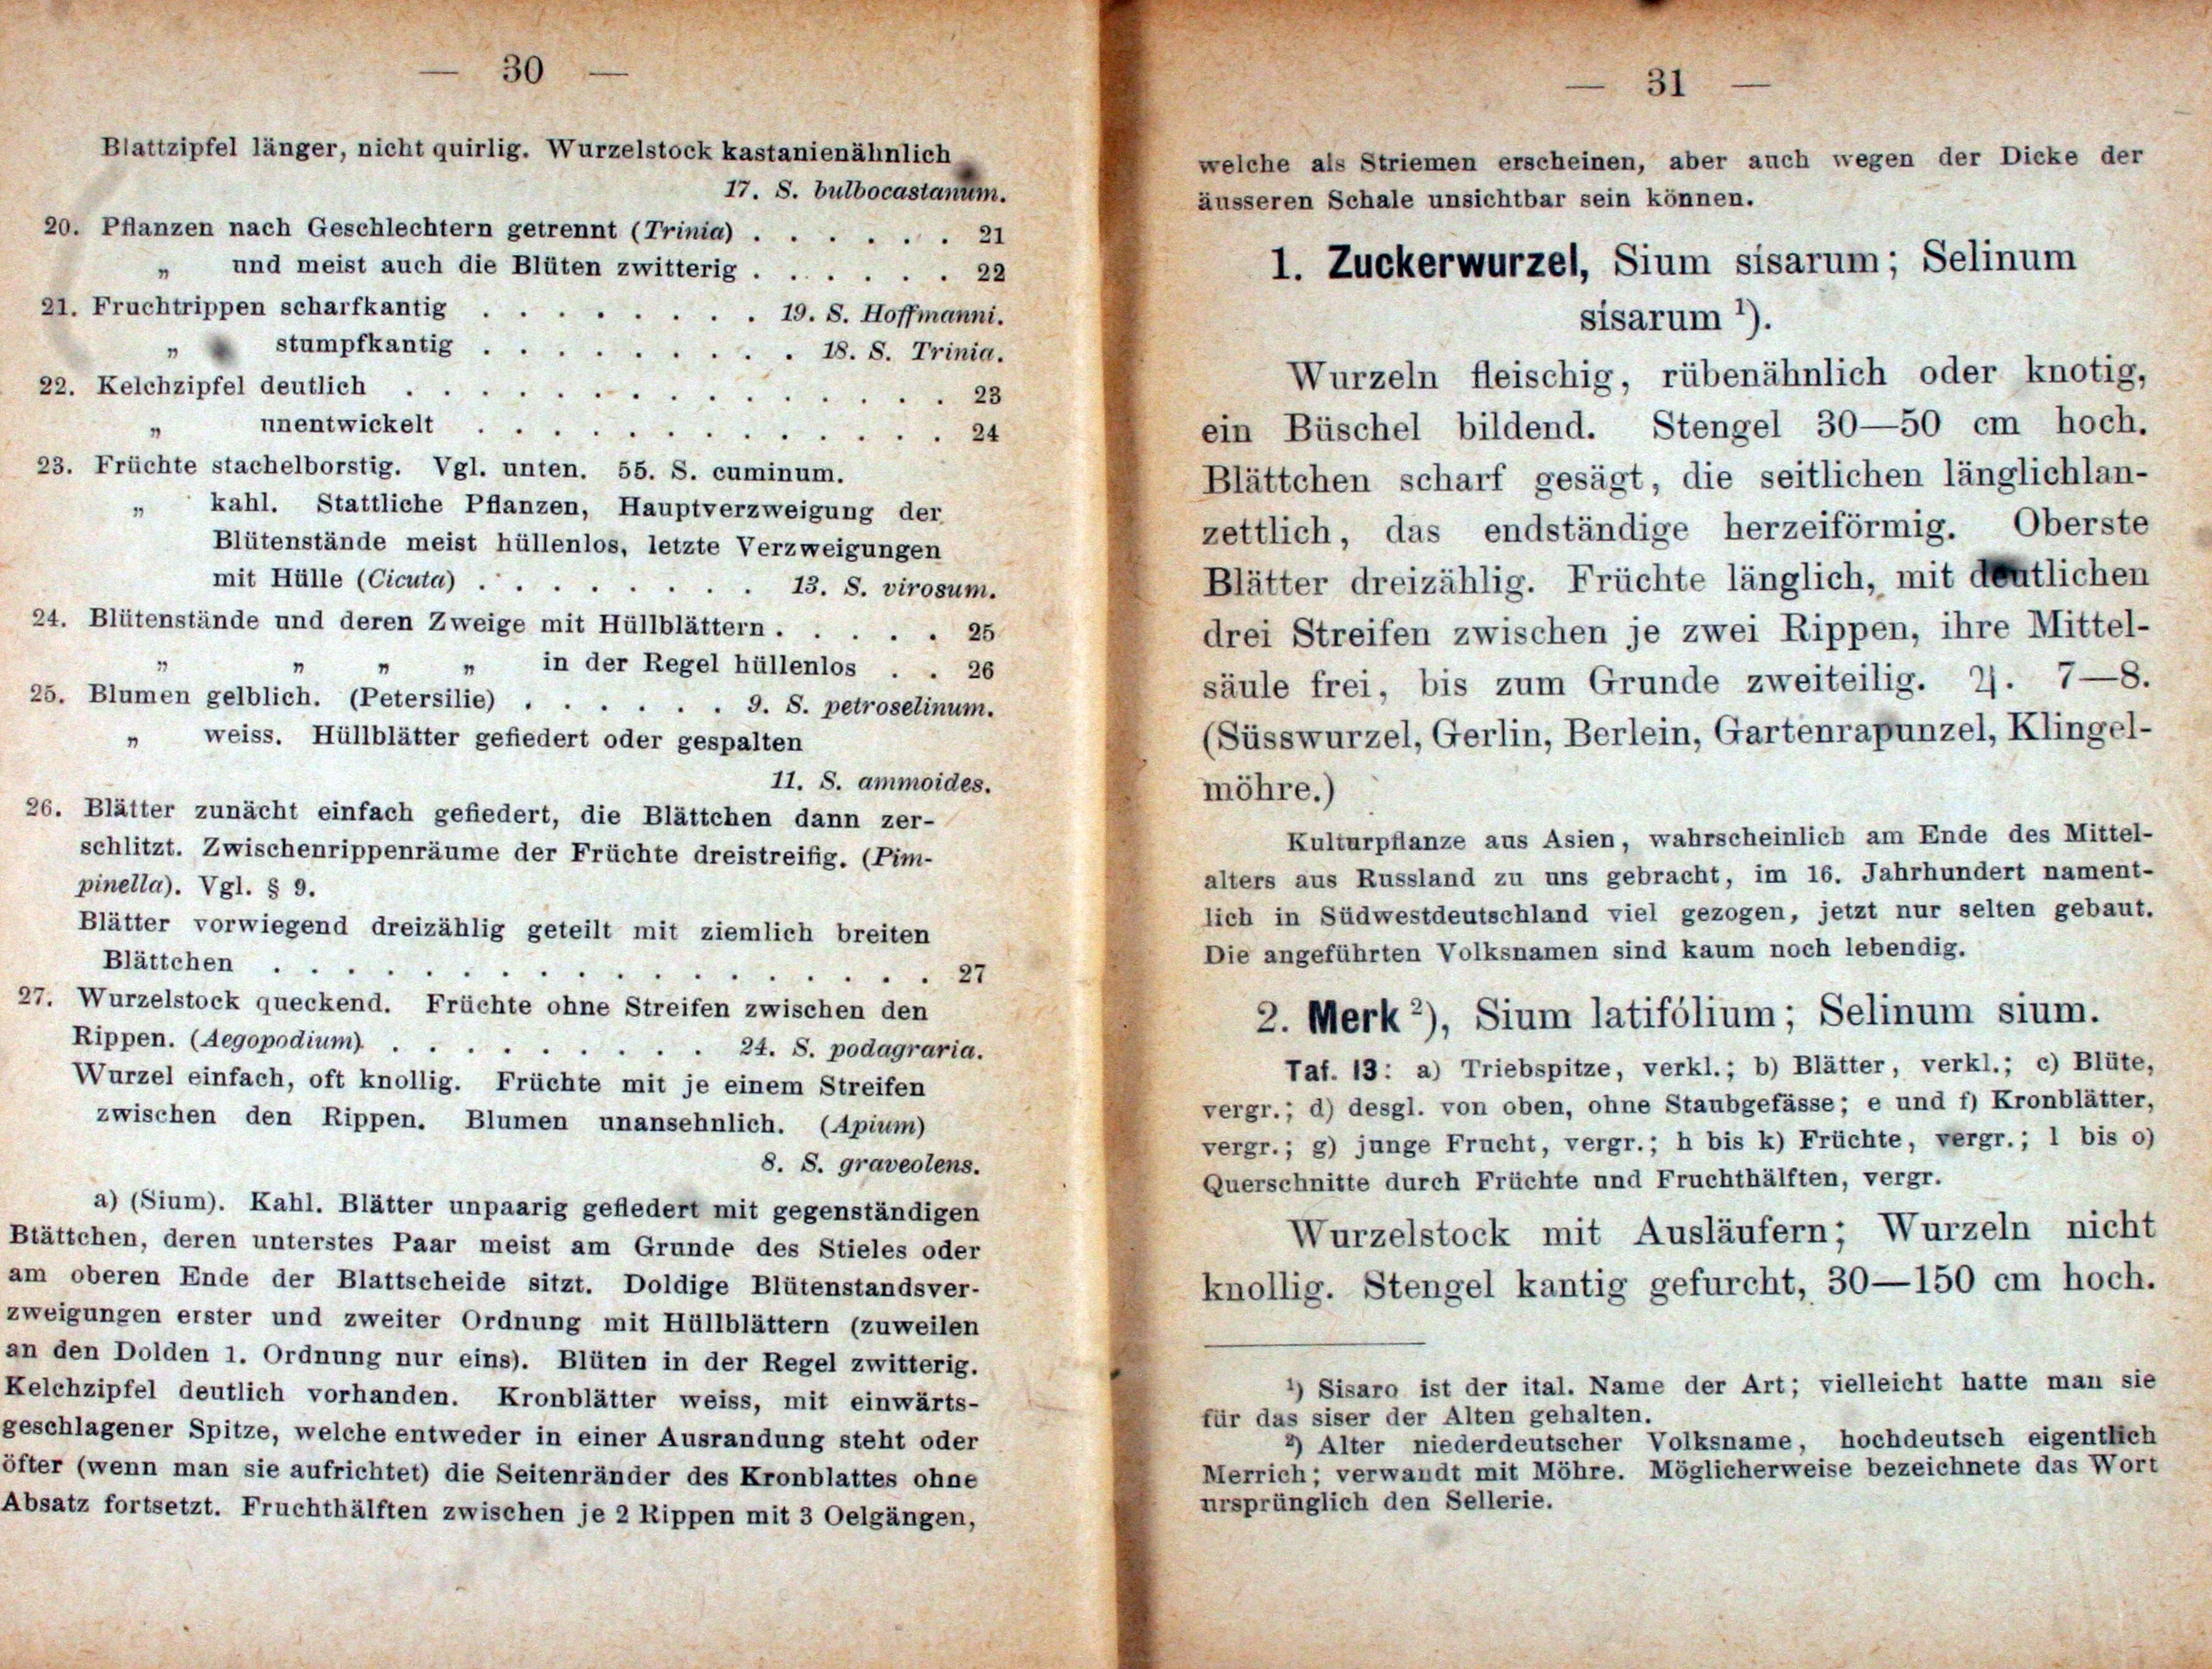 — 30 —
Blattzipfel länger, nicht quirlig. Wurzelstock kastanienähnlich
17. S. bulbocastanum.
20. Pflanzen nach Geschlechtern getrennt (Trinia) . . . . . . . 21
„ und meist auch die Blüten zwitterig . . . . . . . 22
21. Fruchtrippen scharfkantig . . . . . . . . . 19. S. Hoffmanni.
„ stumpfkantig . . . . . . . . . . 18. S. Trinia.
22. Kelchzipfel deutlich . . . . . . . . . . . . . . . 23
„ unentwickelt . . . . . . . . . . . . . 24
23. Früchte stachelborstig. Vgl. unten. 55. S. cuminum.
„ kahl. Stattliche Pflanzen, Hauptverzweigung der
Blütenstände meist hüllenlos, letzte Verzweigungen
mit Hülle (Cicuta) . . . . . . . . . 13. S. virosum.
24. Blütenstände und deren Zweige mit Hüllblättern . . . . . 25
„ „ „ „ in der Regel hüllenlos . . 26
25. Blumen gelblich. (Petersilie) . . . . . . 9. S. petroselinum.
„ weiss. Hüllblätter gefiedert oder gespalten
11. S. ammoides.
26. Blätter zunächt einfach gefiedert, die Blättchen dann zer-
schlitzt. Zwischenrippenräume der Früchte dreistreifig. (Pim-
pinella). Vgl. § 9.
Blätter vorwiegend dreizählig geteilt mit ziemlich breiten
Blättchen . . . . . . . . . . . . . . . . . . 27
27. Wurzelstock queckend. Früchte ohne Streifen zwischen den
Rippen. (Aegopodium) . . . . . . . . . 24. S. podagraria.
Wurzel einfach, oft knollig. Früchte mit je einem Streifen
zwischen den Rippen. Blumen unansehnlich. (Apium)
8. S. graveolens.
a) (Sium). Kahl. Blätter unpaarig gefiedert mit gegenständigen
Blättchen, deren unterstes Paar meist am Grunde des Stieles oder
am oberen Ende der Blattscheide sitzt. Doldige Blütenstandsver-
zweigungen erster und zweiter Ordnung mit Hüllblättern (zuweilen
an den Dolden 1. Ordnung nur eins). Blüten in der Regel zwitterig.
Kelchzipfel deutlich vorhanden. Kronblätter weiss, mit einwärts-
geschlagener Spitze, welche entweder in einer Ausrandung steht oder
öfter (wenn man sie aufrichtet) die Seitenränder des Kronblattes ohne
Absatz fortsetzt. Fruchthälften zwischen je 2 Rippen mit 3 Oelgängen,
— 31 —
welche als Striemen erscheinen, aber auch wegen der Dicke der
äusseren Schale unsichtbar sein können.
1. Zuckerwurzel, Sium sisarum; Selinum
sisarum ¹).
Wurzeln fleischig, rübenähnlich oder knotig,
ein Büschel bildend. Stengel 30—50 cm hoch.
Blättchen scharf gesägt, die seitlichen länglichlan-
zettlich, das endständige herzeiförmig. Oberste
Blätter dreizählig. Früchte länglich, mit deutlichen
drei Streifen zwischen je zwei Rippen, ihre Mittel-
säule frei, bis zum Grunde zweiteilig. ♃. 7—8.
(Süsswurzel, Gerlin, Berlein, Gartenrapunzel, Klingel-
möhre.)
Kulturpflanze aus Asien, wahrscheinlich am Ende des Mittel-
alters aus Russland zu uns gebracht, im 16. Jahrhundert nament-
lich in Südwestdeutschland viel gezogen, jetzt nur selten gebaut.
Die angeführten Volksnamen sind kaum noch lebendig.
2. Merk ²), Sium latifólium; Selinum sium.
Taf. 13: a) Triebspitze, verkl.; b) Blätter, verkl.; c) Blüte,
vergr.; d) desgl. von oben, ohne Staubgefässe; e und f) Kronblätter,
vergr.; g) junge Frucht, vergr.; h bis k) Früchte, vergr.; l bis o)
Querschnitte durch Früchte und Fruchthälften, vergr.
Wurzelstock mit Ausläufern; Wurzeln nicht
knollig. Stengel kantig gefurcht, 30—150 cm hoch.
¹) Sisaro ist der ital. Name der Art; vielleicht hatte man sie
für das siser der Alten gehalten.
²) Alter niederdeutscher Volksname, hochdeutsch eigentlich
Merrich; verwandt mit Möhre. Möglicherweise bezeichnete das Wort
ursprünglich den Sellerie.